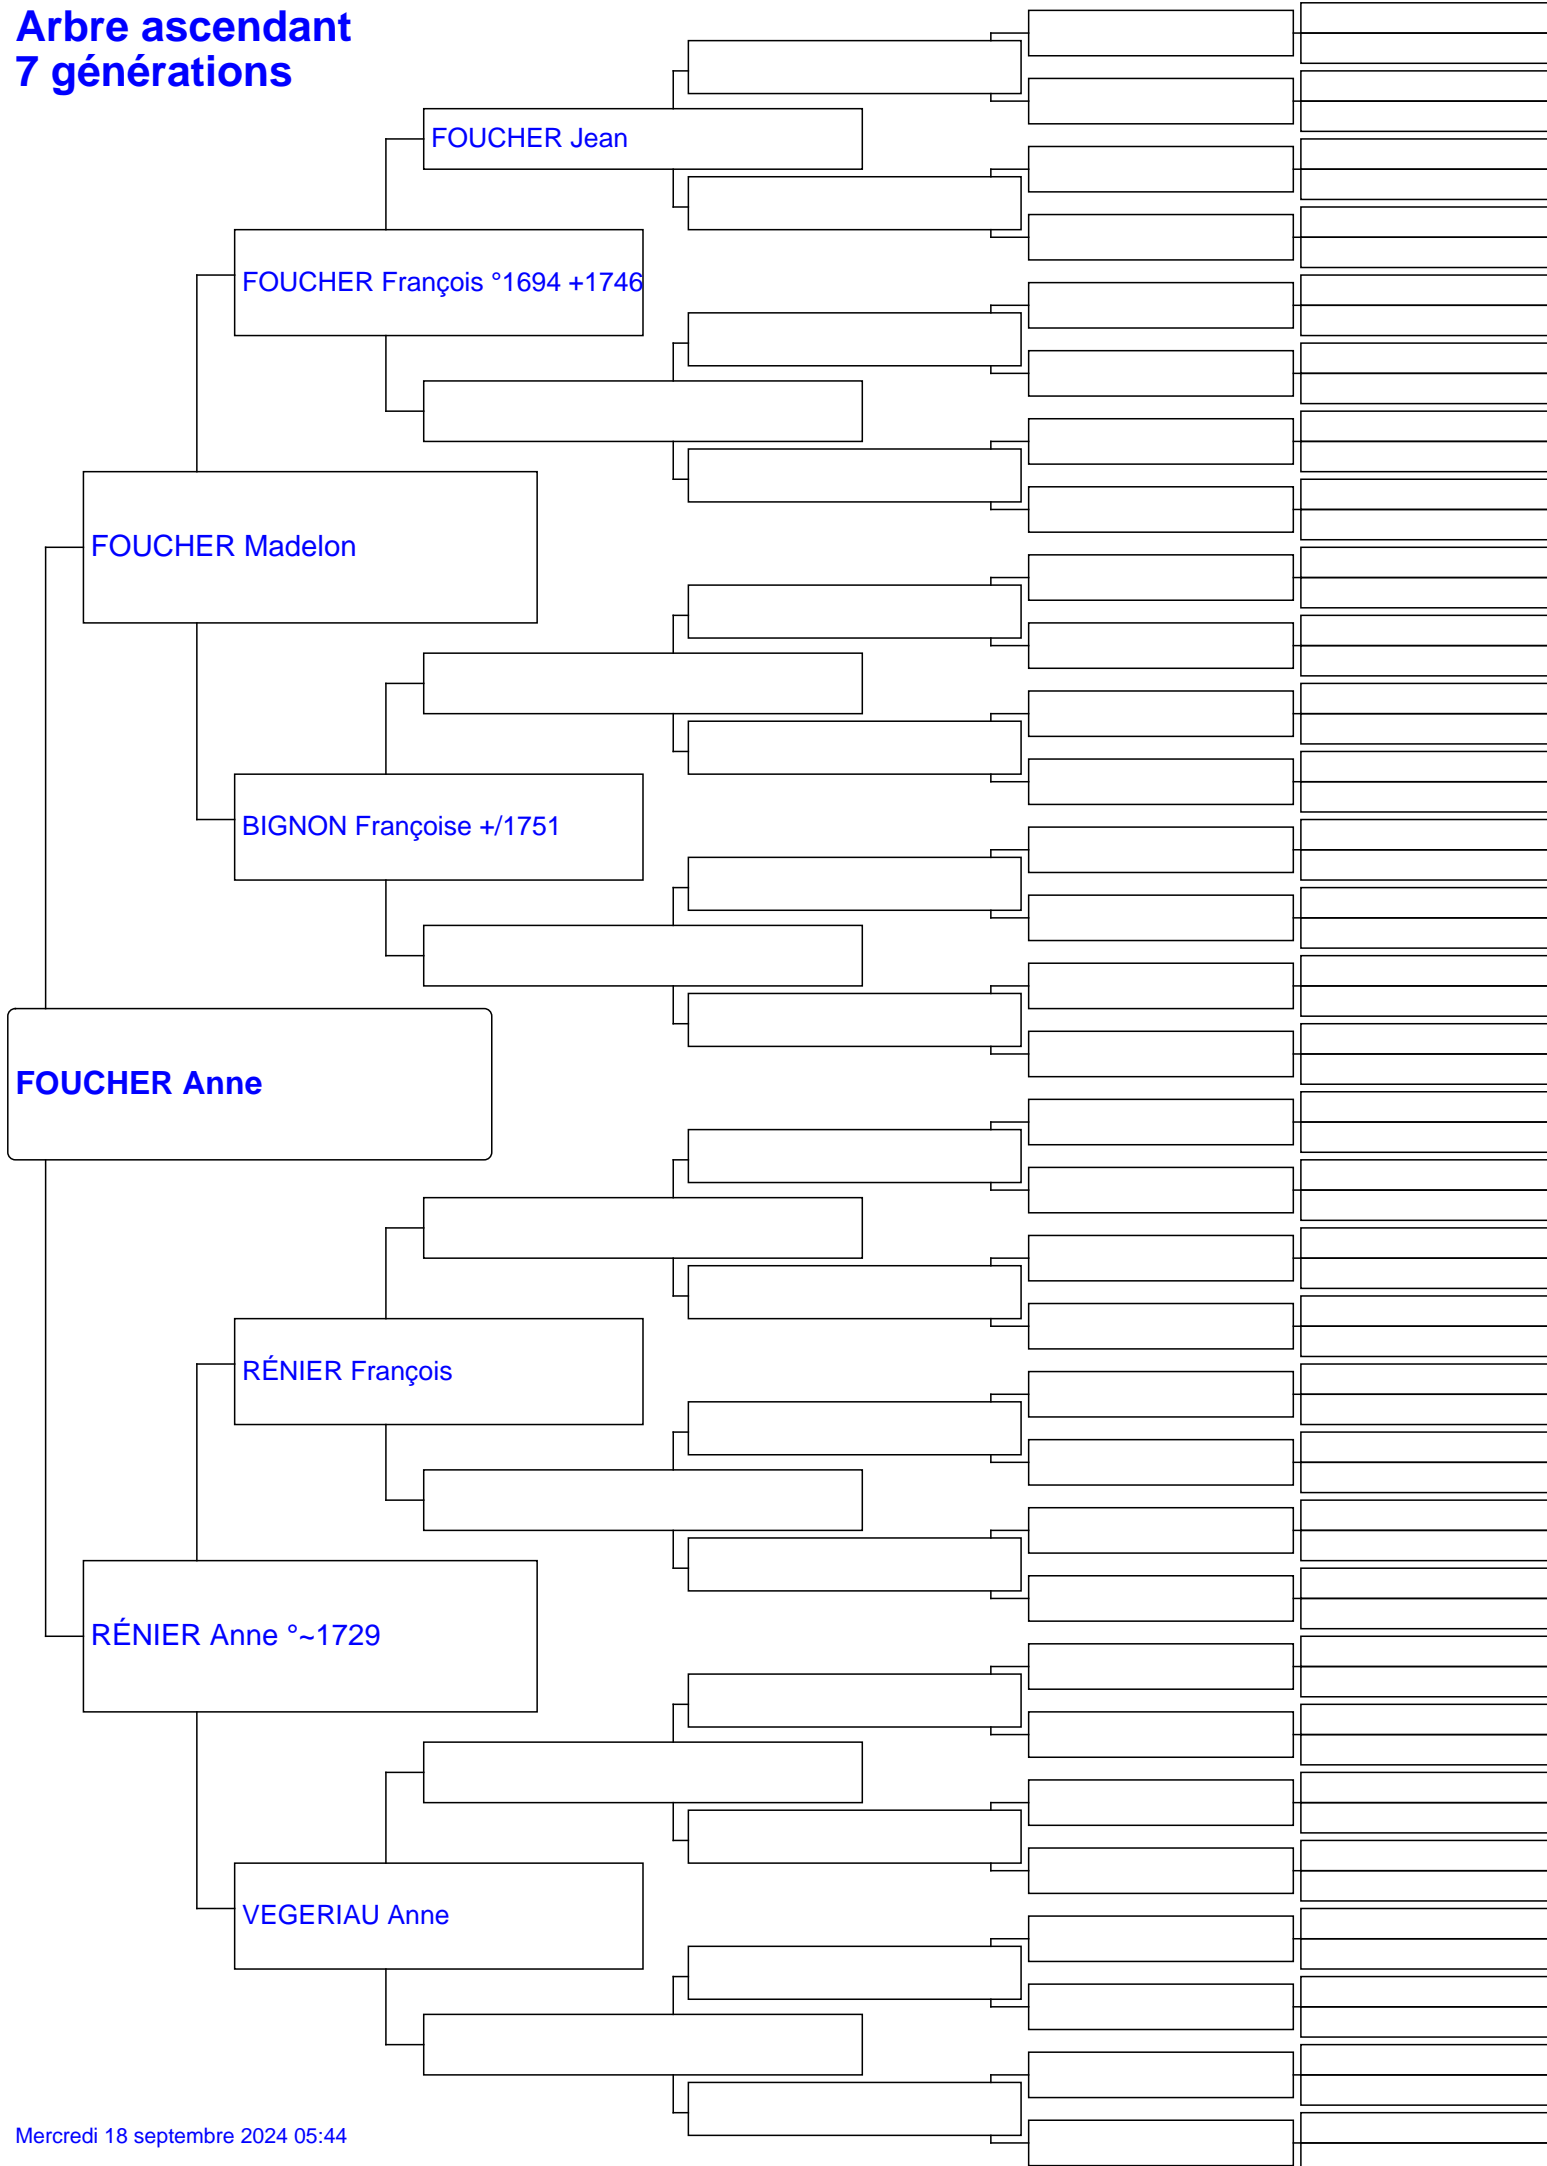 Arbre ascendant
7 générations
FOUCHER Jean
FOUCHER François °1694 +1746
FOUCHER Madelon
BIGNON Françoise +/1751
FOUCHER Anne
RÉNIER François
RÉNIER Anne °~1729
VEGERIAU Anne
Mercredi 18 septembre 2024 05:44